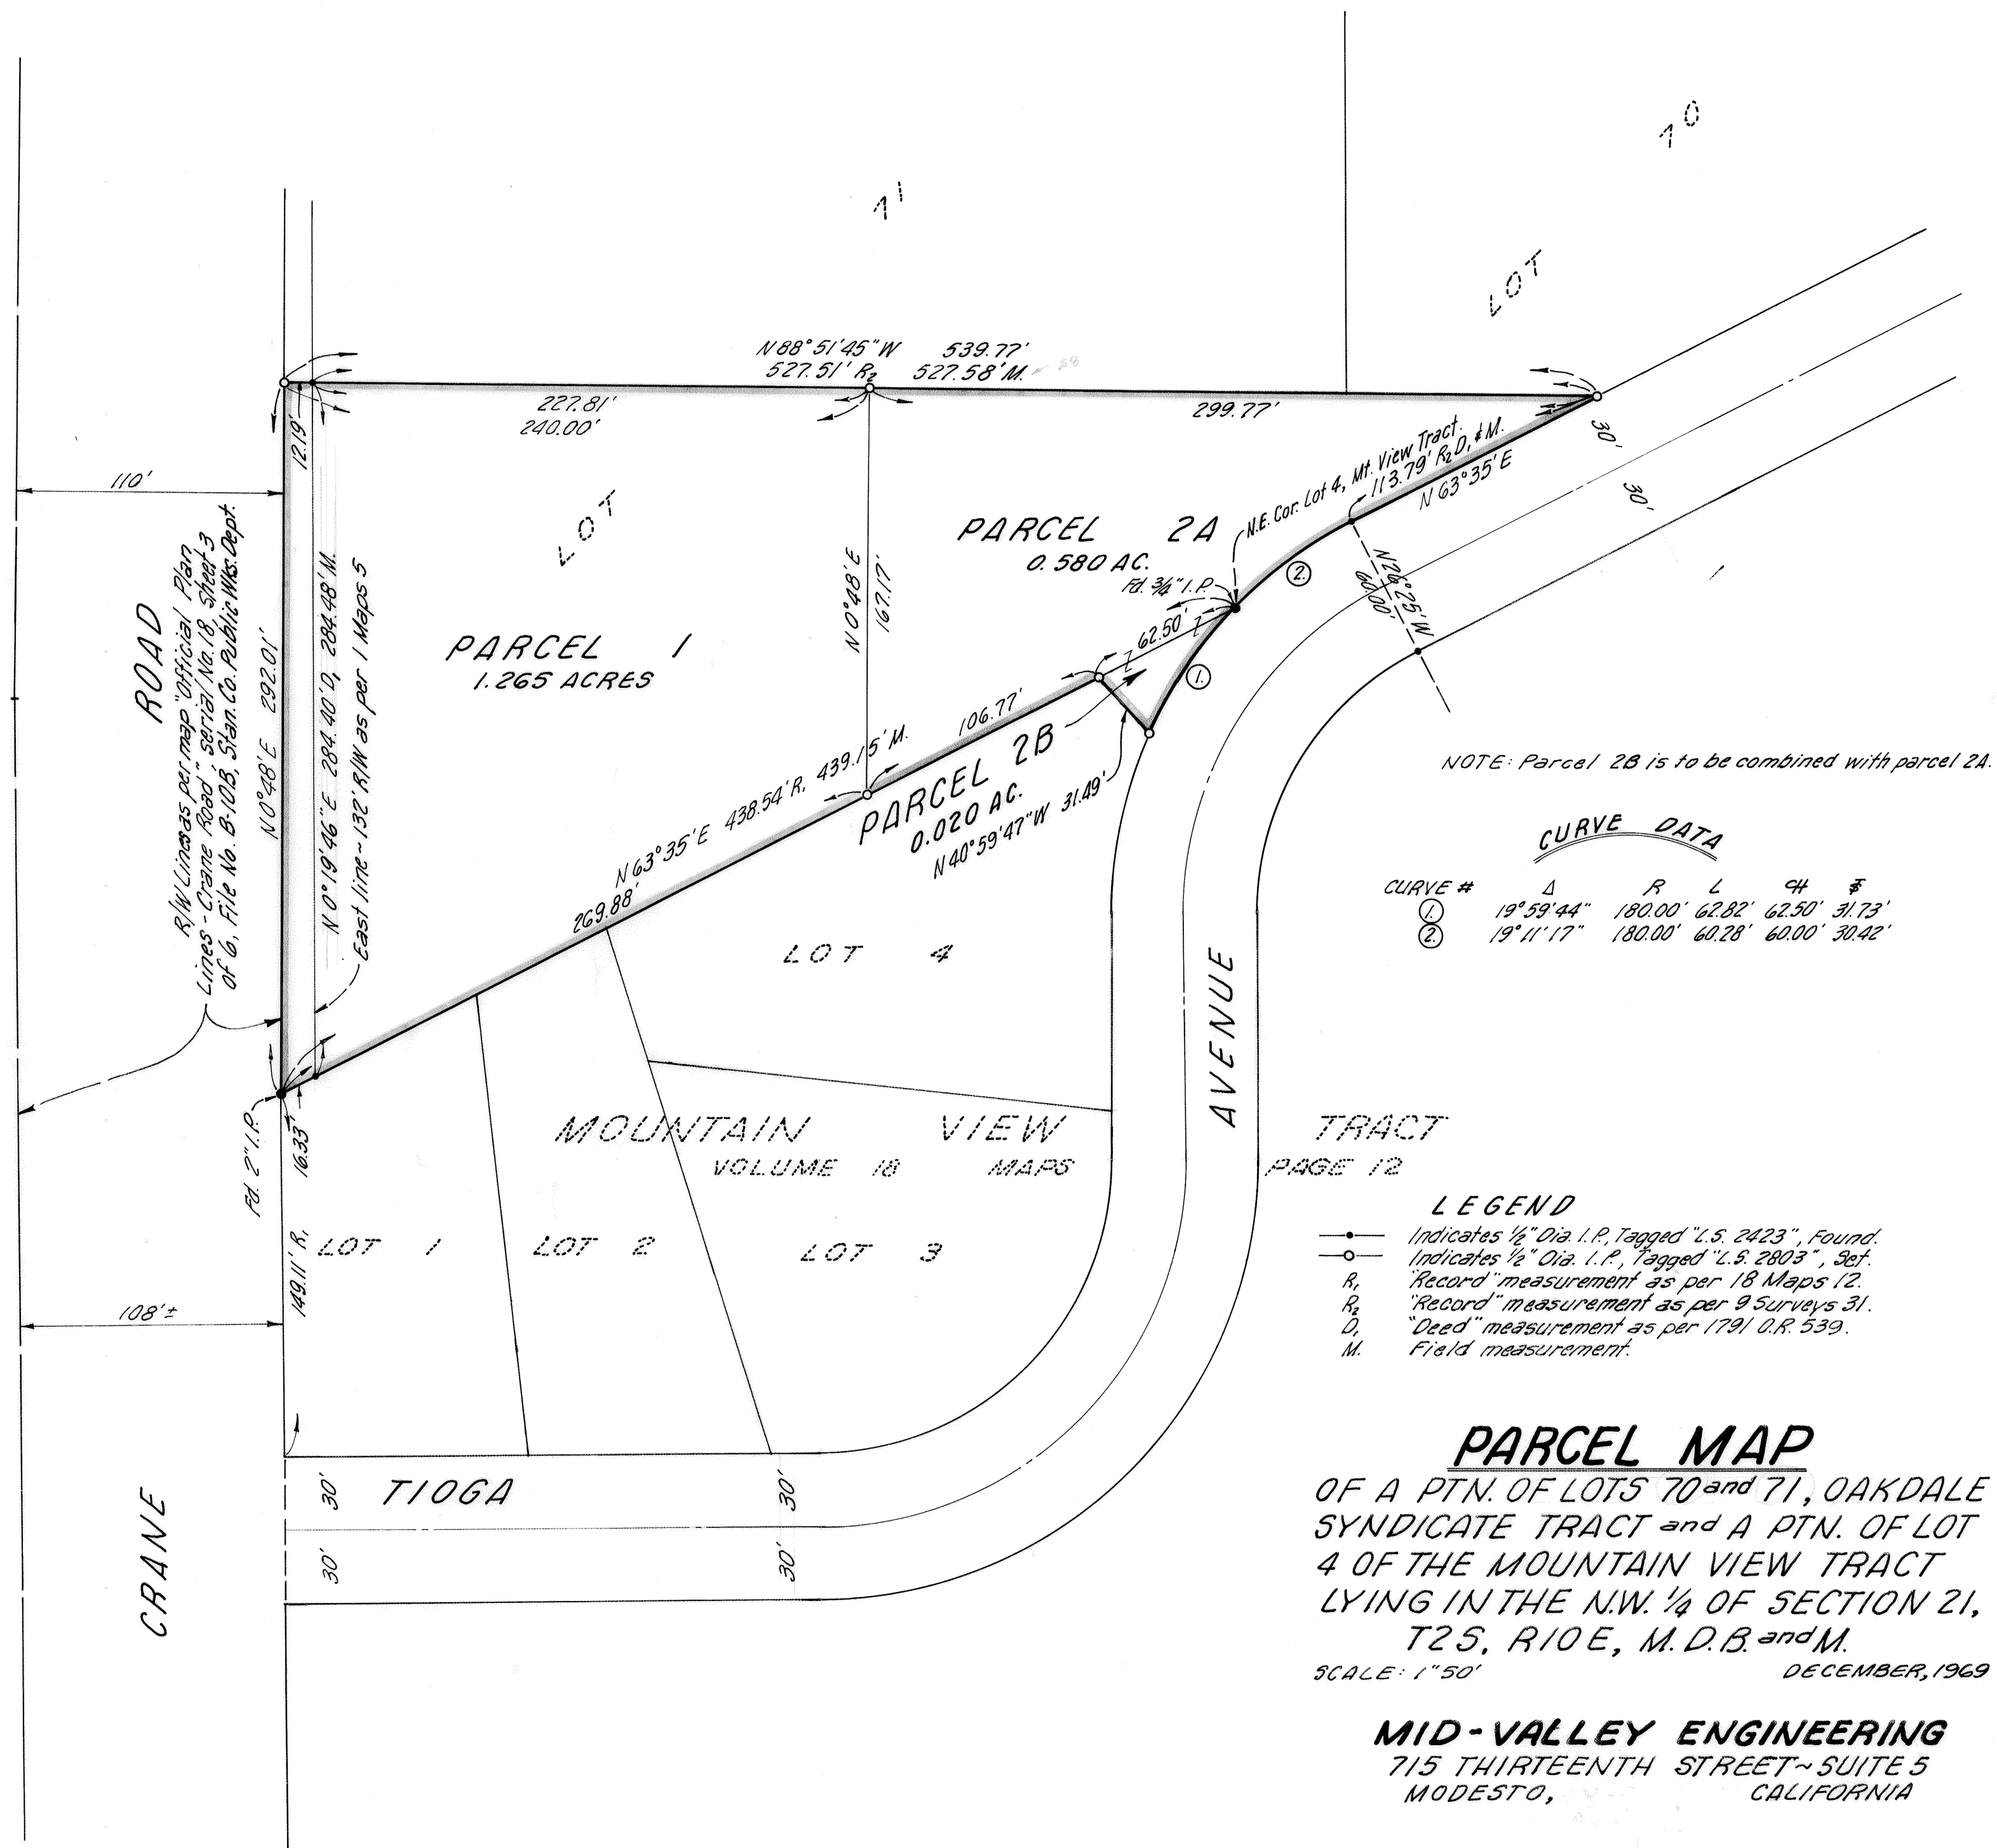 70
71
LOT
N 88° 51' 45" W 539.77'
527.51' R2 527.58' M.
58
227.81'
240.00'
299.77'
12.19'
110'
LOT
N.E. Cor. Lot 4, Mt. View Tract.
113.79' R2 D, & M.
N 63° 35' E
30'
30'
PARCEL 2A
0.580 AC.
Fd. 3/4" I.P.
62.50'
2.
1.
N 26° 25' W
60.00'
ROAD
R/W Lines as per map "Official Plan
Lines - Crane Road", serial No. 18, Sheet 3
of 6, File No. B-10B, Stan. Co. Public Wks. Dept.
N 0° 48' E 292.01'
N 0° 19' 46" E 284.40' D, 284.48' M.
East line ~ 132' R/W as per 1 Maps 5
PARCEL 1
1.265 ACRES
N 0° 48' E
167.17'
106.77'
N 63° 35' E 438.54' R, 439.15' M.
269.88'
PARCEL 2B
0.020 AC.
N 40° 59' 47" W 31.49'
NOTE: Parcel 2B is to be combined with parcel 2A.
CURVE DATA
CURVE # Δ R L CH T
1. 19° 59' 44" 180.00' 62.82' 62.50' 31.73'
2. 19° 11' 17" 180.00' 60.28' 60.00' 30.42'
LOT 4
AVENUE
Fd. 2" I.P.
16.33'
149.11' R,
MOUNTAIN VIEW TRACT
VOLUME 18 MAPS PAGE 12
LOT 1 LOT 2 LOT 3
108' ±
LEGEND
Indicates 1/2" Dia. I.P., Tagged "L.S. 2423", Found.
Indicates 1/2" Dia. I.P., Tagged "L.S. 2803", Set.
R, "Record" measurement as per 18 Maps 12.
R2 "Record" measurement as per 9 Surveys 31.
D, "Deed" measurement as per 1791 O.R. 539.
M. Field measurement.
CRANE
TIOGA
30'
30'
30'
30'
PARCEL MAP
OF A PTN. OF LOTS 70 and 71, OAKDALE
SYNDICATE TRACT and A PTN. OF LOT
4 OF THE MOUNTAIN VIEW TRACT
LYING IN THE N.W. 1/4 OF SECTION 21,
T2S, R10E, M.D.B. and M.
SCALE: 1" 50' DECEMBER, 1969
MID-VALLEY ENGINEERING
715 THIRTEENTH STREET ~ SUITE 5
MODESTO, CALIFORNIA